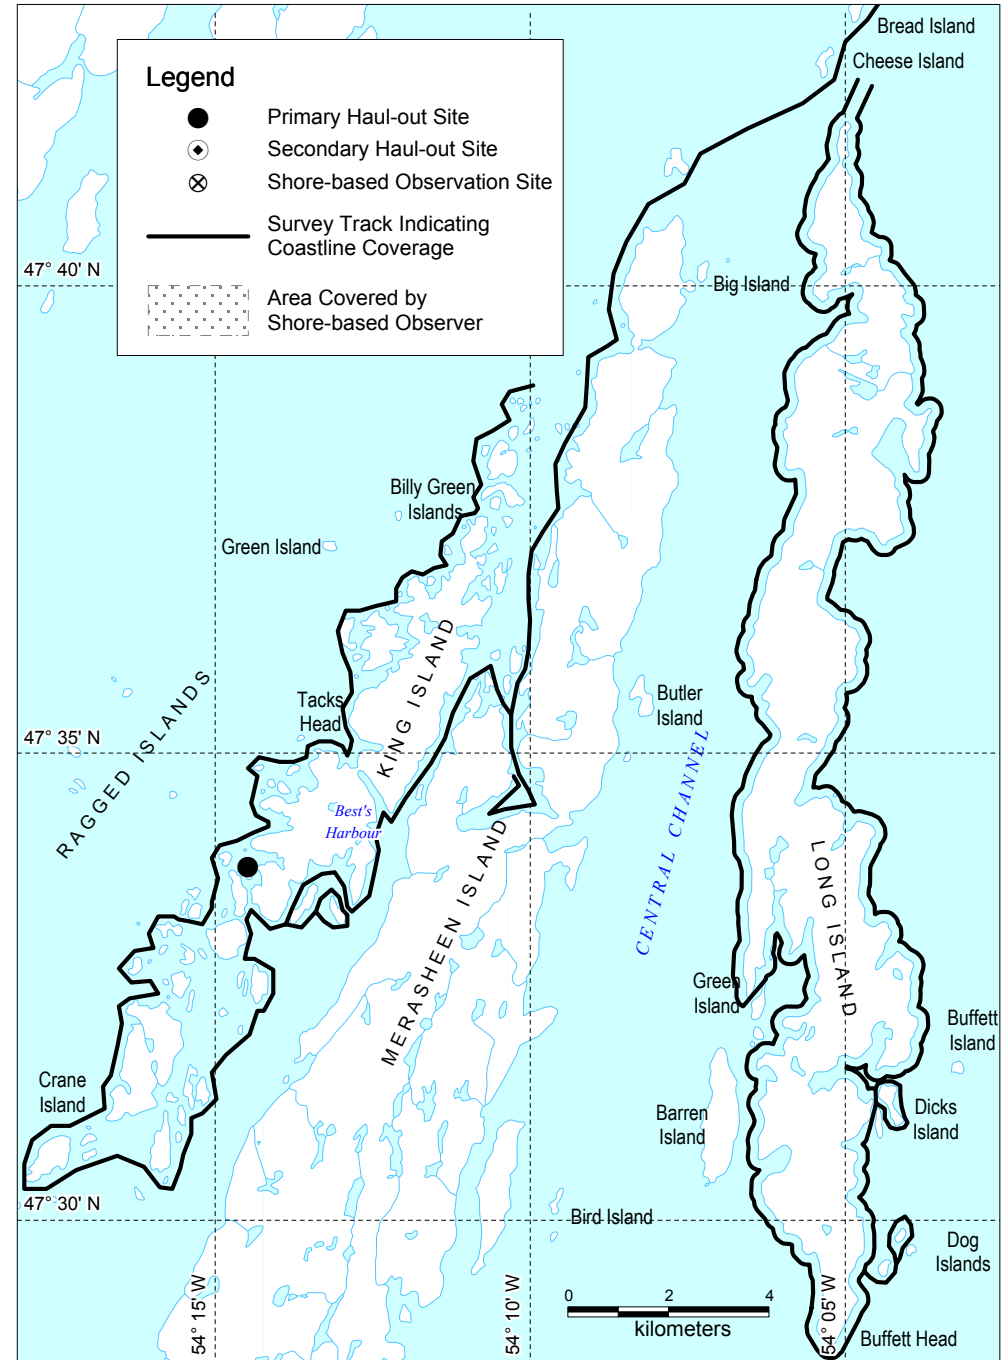 Bread Island
Cheese Island
Legend
Primary Haul-out Site
Secondary Haul-out Site
Shore-based Observation Site
Survey Track Indicating
Coastline Coverage
Area Covered by
Shore-based Observer
47° 40' N
Big Island
Billy Green
Islands
Green Island
KING ISLAND
Tacks
Head
RAGGED ISLANDS
Butler
Island
47° 35' N
CENTRAL CHANNEL
Best's
Harbour
MERASHEEN ISLAND
LONG ISLAND
Green
Island
Buffett
Island
Crane
Island
Barren
Island
Dicks
Island
47° 30' N
Bird Island
Dog
Islands
54° 15' W
54° 10' W
54° 05' W
0 2 4
kilometers
Buffett Head